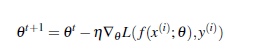 θ^{t+1} = θ^t − η∇_θ L(f(x^{(i)}; θ), y^{(i)})